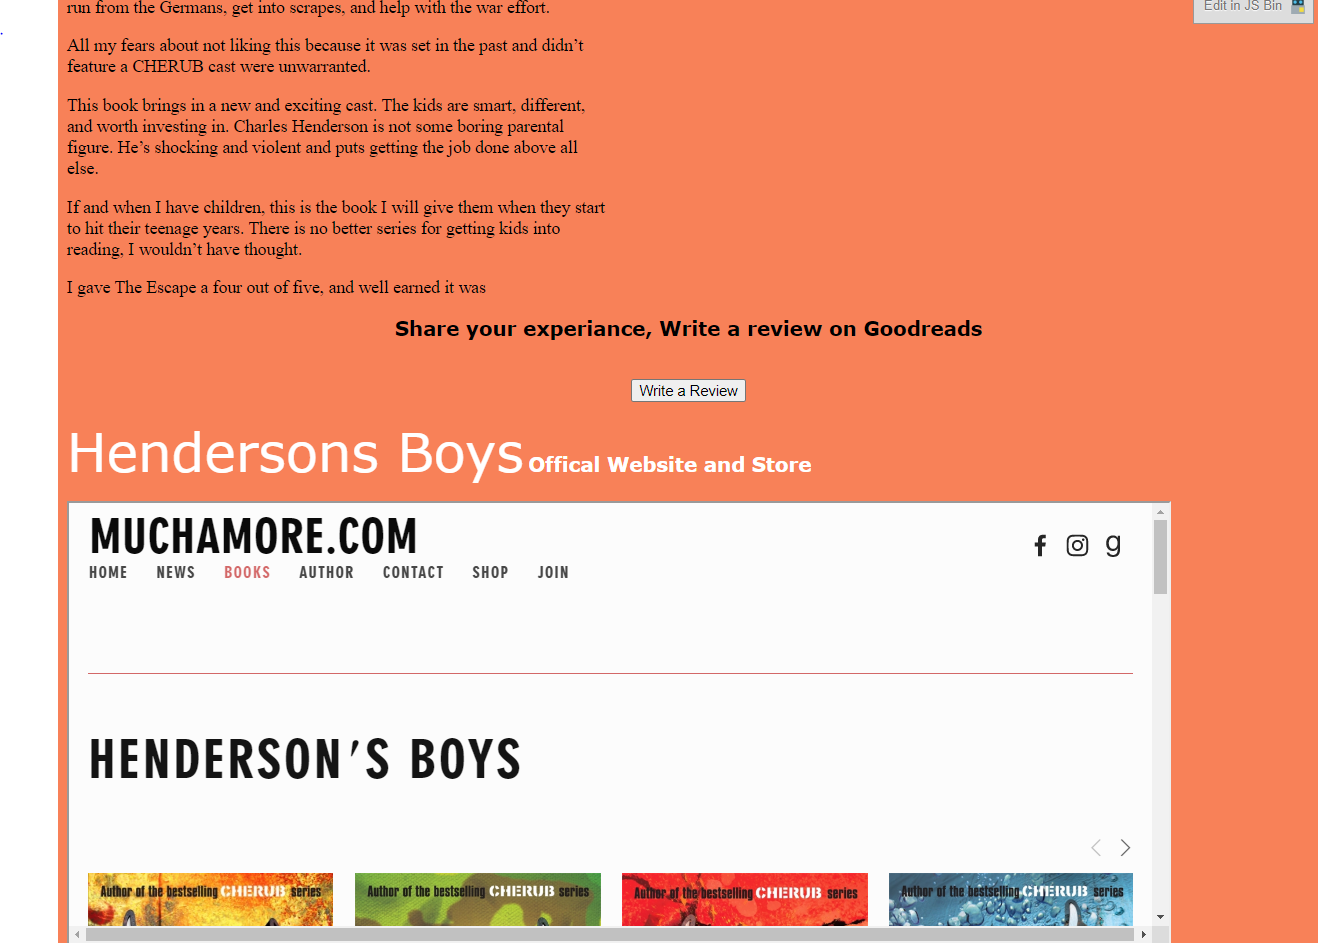 run from the Germans, get into scrapes, and help with the war effort.
Edit in JS Bin
.
All my fears about not liking this because it was set in the past and didn’t
feature a CHERUB cast were unwarranted.
This book brings in a new and exciting cast. The kids are smart, different,
and worth investing in. Charles Henderson is not some boring parental
figure. He’s shocking and violent and puts getting the job done above all
else.
If and when I have children, this is the book I will give them when they start
to hit their teenage years. There is no better series for getting kids into
reading, I wouldn’t have thought.
I gave The Escape a four out of five, and well earned it was
Share your experiance, Write a review on Goodreads
Write a Review
Hendersons Boys Offical Website and Store
MUCHAMORE.COM
HOME NEWS BOOKS AUTHOR CONTACT SHOP JOIN
HENDERSON’S BOYS
Author of the bestselling CHERUB series
Author of the bestselling CHERUB series
Author of the bestselling CHERUB series
Author of the bestselling CHERUB series